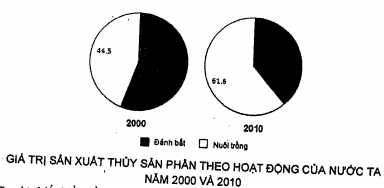 44.5
61.6
2000
2010
Đánh bắt
Nuôi trồng
GIÁ TRỊ SẢN XUẤT THỦY SẢN PHÂN THEO HOẠT ĐỘNG CỦA NƯỚC TA
NĂM 2000 VÀ 2010